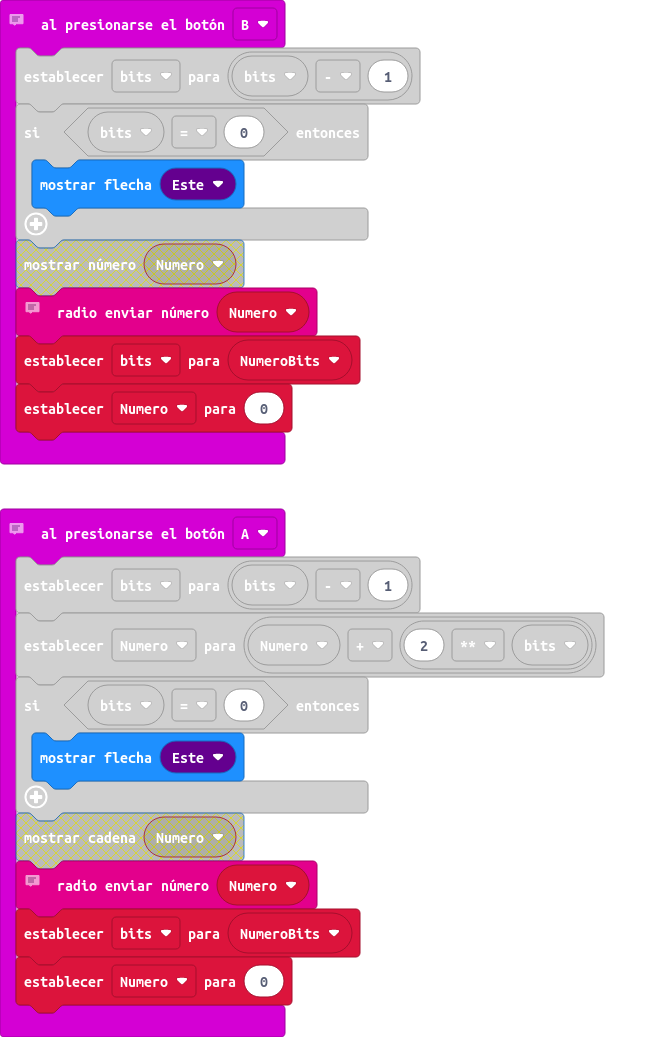 al presionarse el botón B
establecer bits para bits - 1
si bits = 0 entonces
mostrar flecha Este
mostrar número Numero
radio enviar número Numero
establecer bits para NumeroBits
establecer Numero para 0
al presionarse el botón A
establecer bits para bits - 1
establecer Numero para Numero + 2 ** bits
si bits = 0 entonces
mostrar flecha Este
mostrar cadena Numero
radio enviar número Numero
establecer bits para NumeroBits
establecer Numero para 0